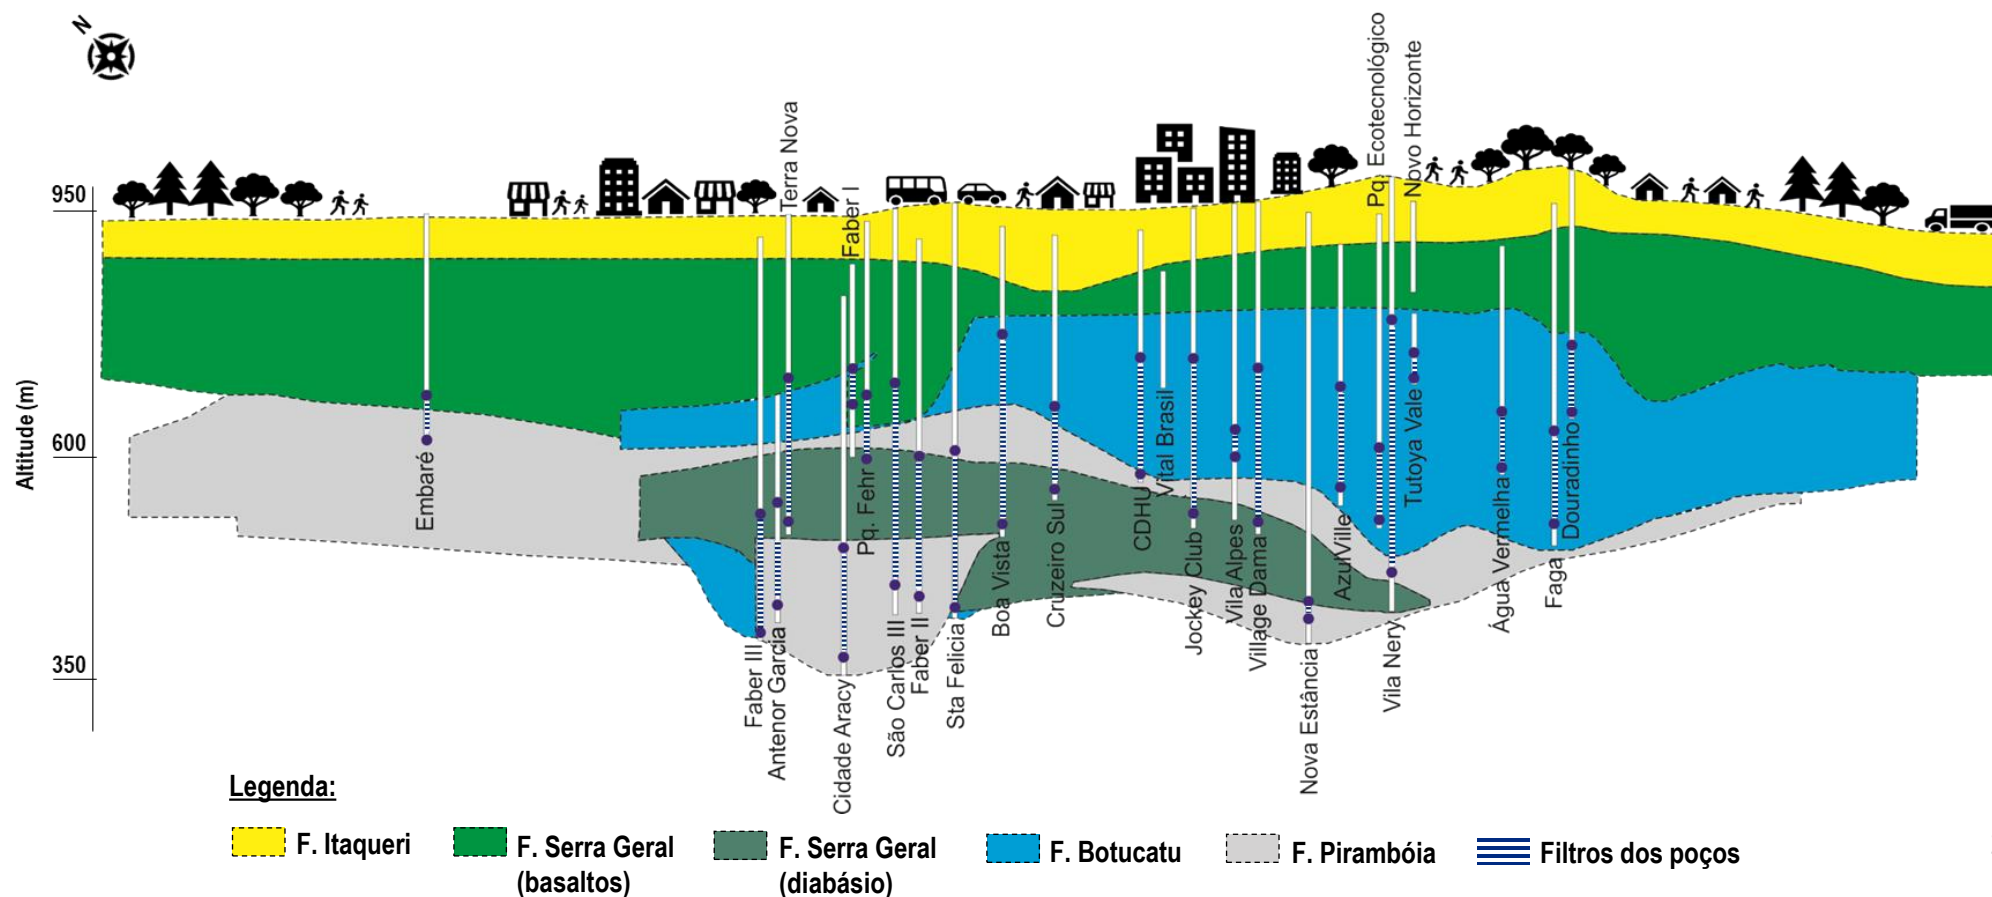 N
Pq. Ecotecnológico
Novo Horizonte
Terra Nova
Faber I
950
600
350
Altitude (m)
Embaré
Pq. Fehr
Vital Brasil
CDHU
Tutoya Vale
Água Vermelha
Douradinho
Faga
Boa Vista
Cruzeiro Sul
Jockey Club
Vila Alpes
Village Dama
AzulVille
Faber III
Antenor Garcia
Cidade Aracy
São Carlos III
Faber II
Sta Felicia
Nova Estância
Vila Nery
Legenda:
F. Itaqueri
F. Serra Geral
(basaltos)
F. Serra Geral
(diabásio)
F. Botucatu
F. Pirambóia
Filtros dos poços